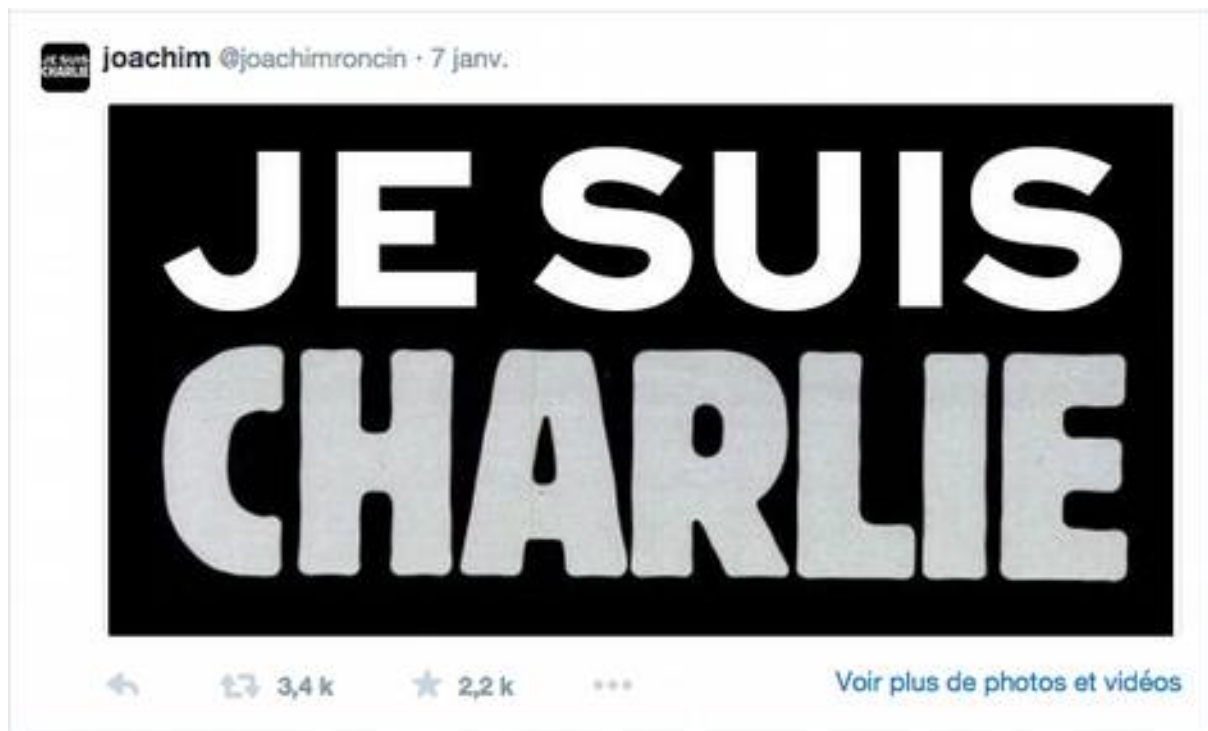 joachim @joachimroncin · 7 janv.
JE SUIS
CHARLIE
3,4 k 2,2 k Voir plus de photos et vidéos